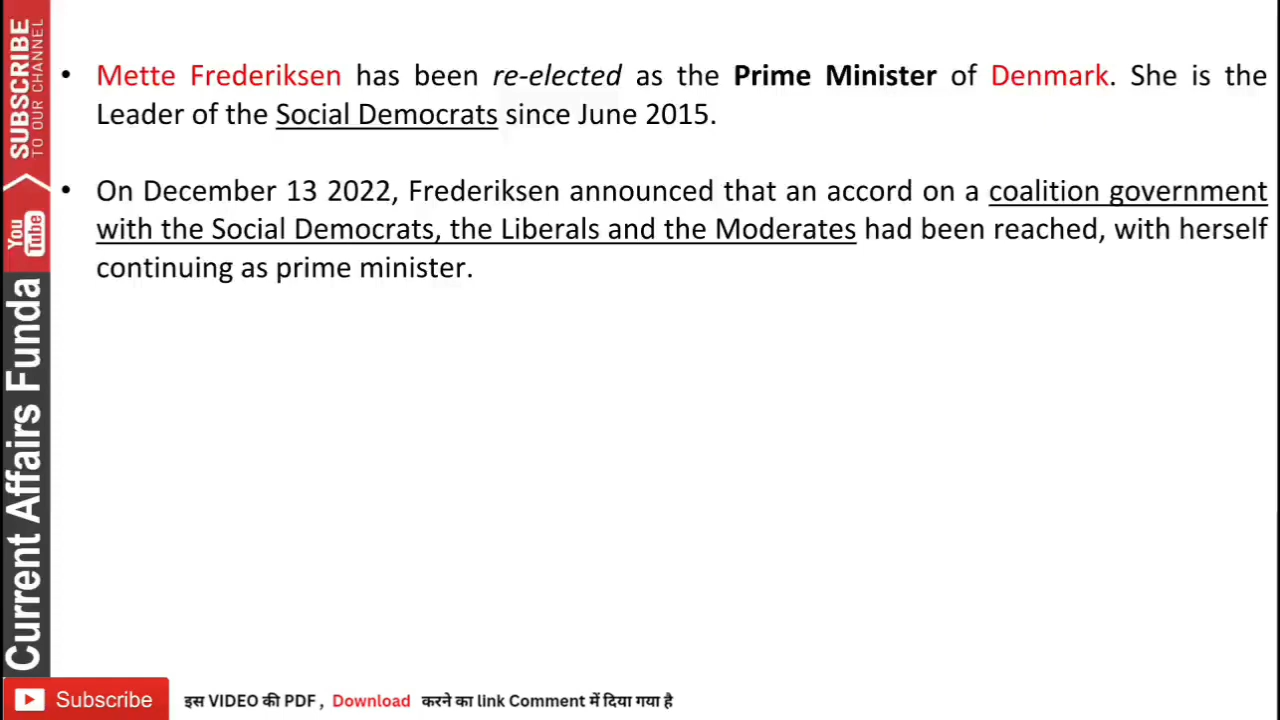 SUBSCRIBE
TO OUR CHANNEL
You
Tube
Current Affairs Funda
• Mette Frederiksen has been re-elected as the Prime Minister of Denmark. She is the
Leader of the Social Democrats since June 2015.
• On December 13 2022, Frederiksen announced that an accord on a coalition government
with the Social Democrats, the Liberals and the Moderates had been reached, with herself
continuing as prime minister.
Subscribe
इस VIDEO की PDF , Download करने का link Comment में दिया गया है